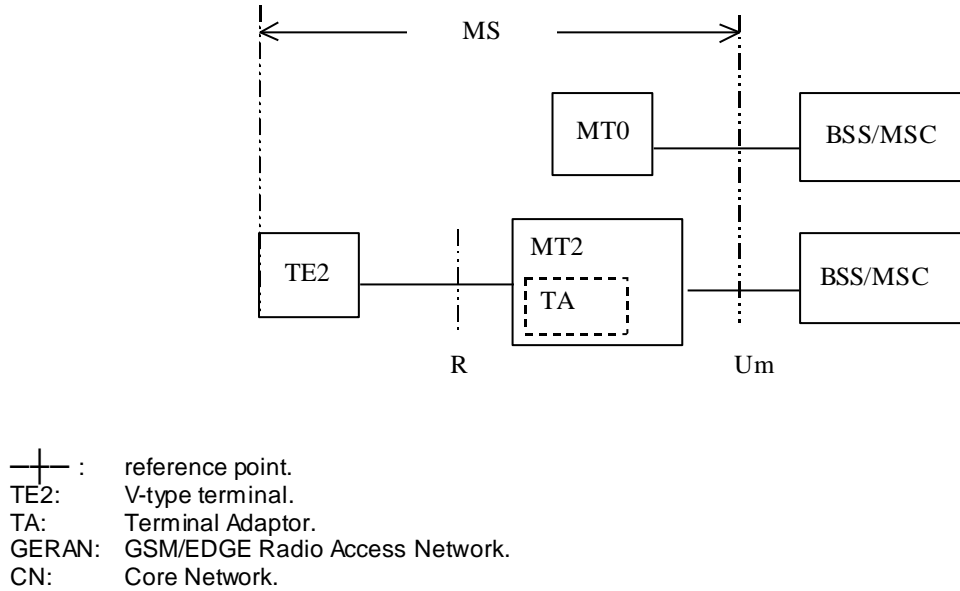 MS
MT0
BSS/MSC
MT2
TE2
BSS/MSC
TA
R
Um
: reference point.
TE2: V-type terminal.
TA: Terminal Adaptor.
GERAN: GSM/EDGE Radio Access Network.
CN: Core Network.